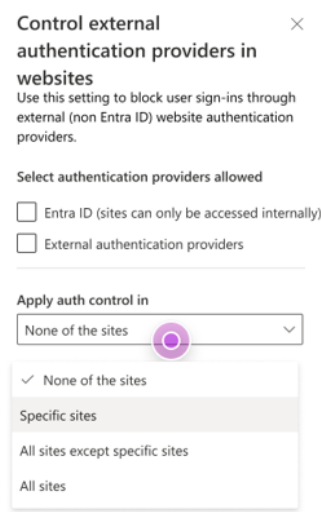 Control external
authentication providers in
websites
Use this setting to block user sign-ins through
external (non Entra ID) website authentication
providers.
Select authentication providers allowed
Entra ID (sites can only be accessed internally)
External authentication providers
Apply auth control in
None of the sites
None of the sites
Specific sites
All sites except specific sites
All sites